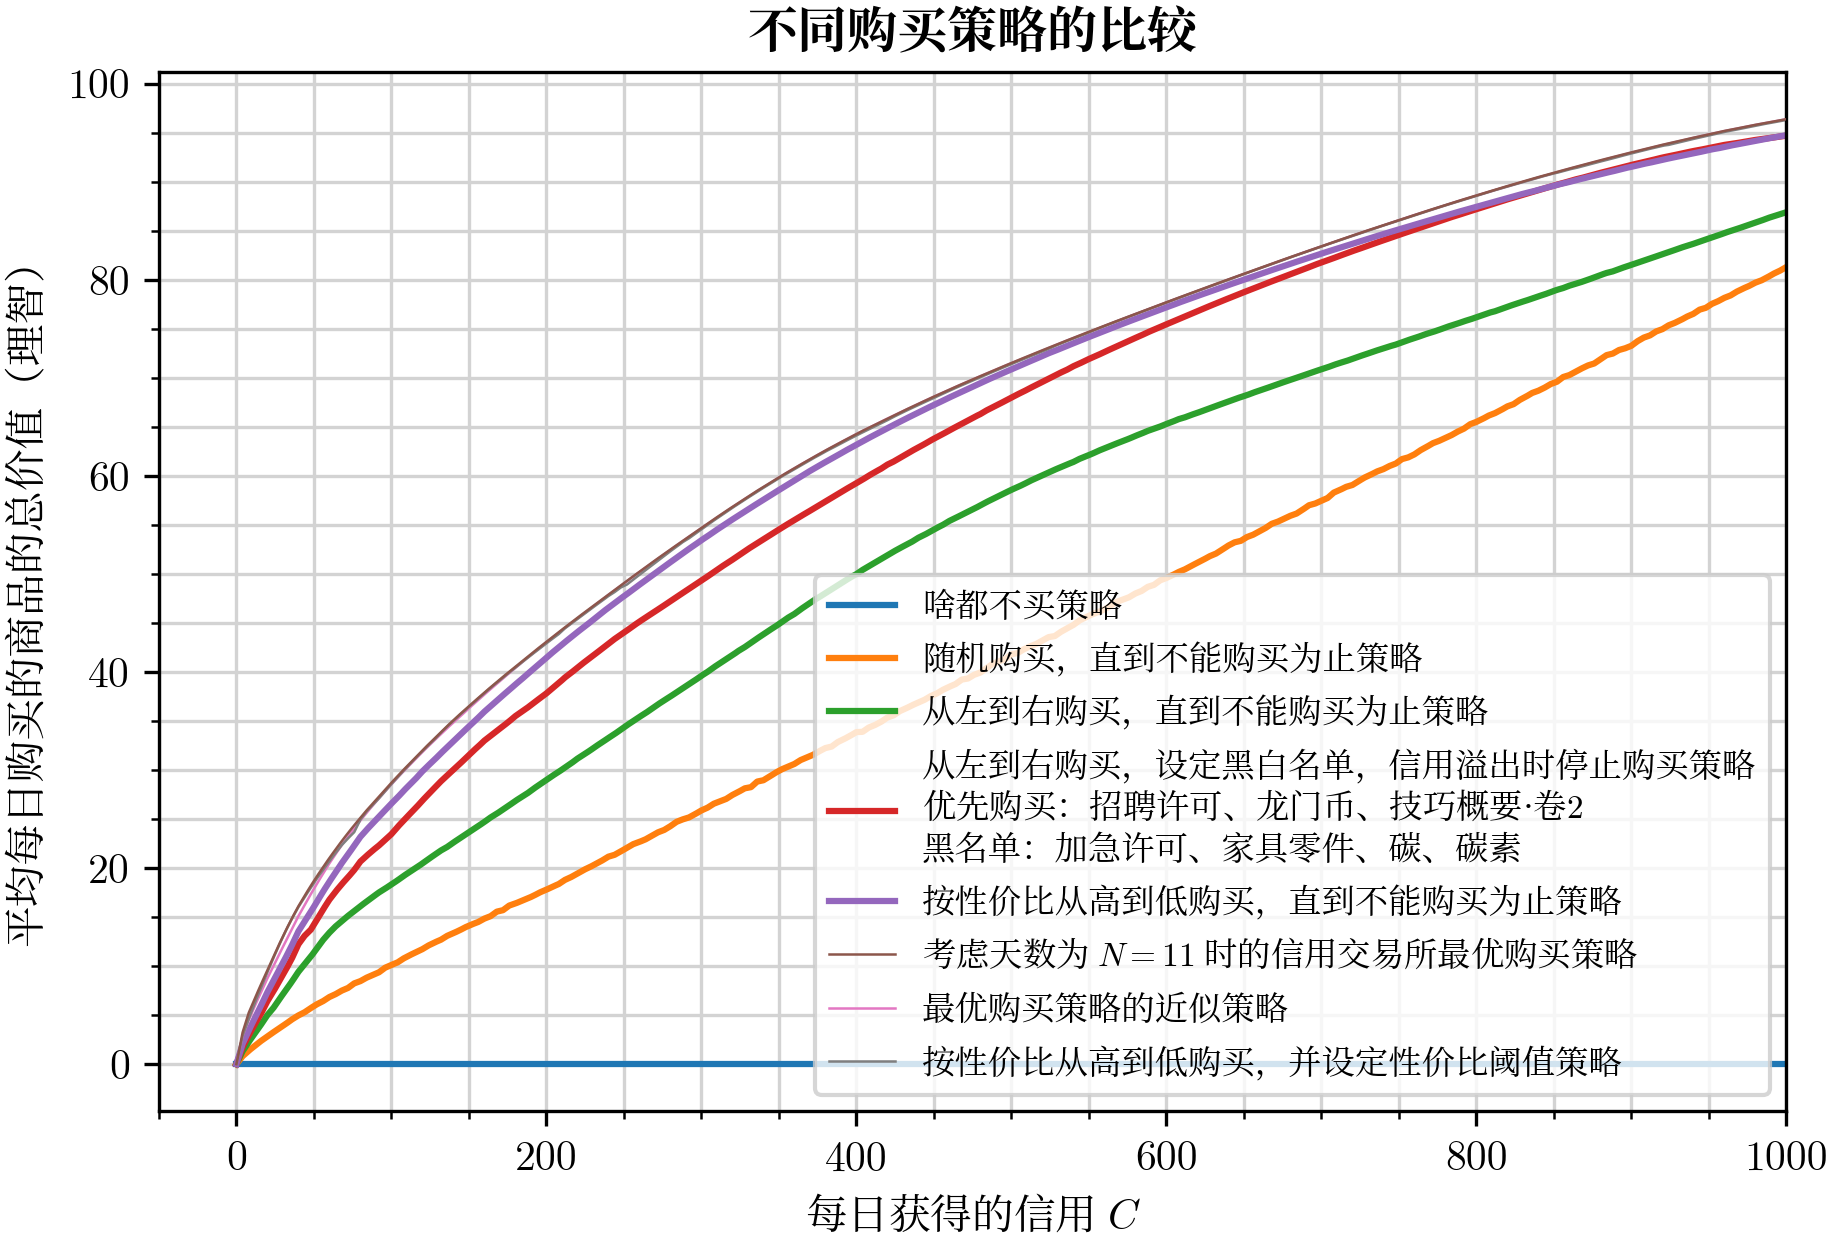 不同购买策略的比较
平均每日购买的商品的总价值（理智）
100
80
60
40
20
0
啥都不买策略
随机购买，直到不能购买为止策略
从左到右购买，直到不能购买为止策略
从左到右购买，设定黑白名单，信用溢出时停止购买策略
优先购买：招聘许可、龙门币、技巧概要·卷2
黑名单：加急许可、家具零件、碳、碳素
按性价比从高到低购买，直到不能购买为止策略
考虑天数为 N = 11 时的信用交易所最优购买策略
最优购买策略的近似策略
按性价比从高到低购买，并设定性价比阈值策略
0 200 400 600 800 1000
每日获得的信用 C